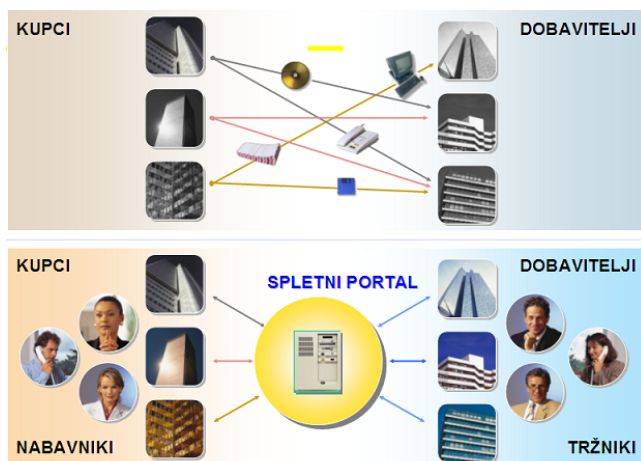 KUPCI
DOBAVITELJI
KUPCI
DOBAVITELJI
SPLETNI PORTAL
NABAVNIKI
TRŽNIKI